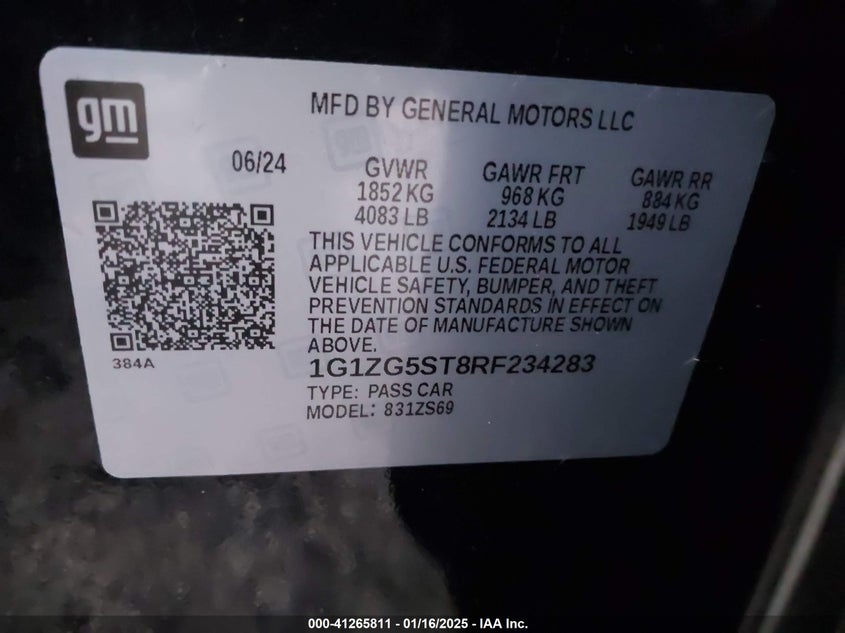 gm
MFD BY GENERAL MOTORS LLC
06/24
GVWR GAWR FRT GAWR RR
1852 KG 968 KG 884 KG
4083 LB 2134 LB 1949 LB
THIS VEHICLE CONFORMS TO ALL
APPLICABLE U.S. FEDERAL MOTOR
VEHICLE SAFETY, BUMPER, AND THEFT
PREVENTION STANDARDS IN EFFECT ON
THE DATE OF MANUFACTURE SHOWN
ABOVE.
384A
1G1ZG5ST8RF234283
TYPE: PASS CAR
MODEL: 831ZS69
000-41265811 — 01/16/2025 — IAA Inc.